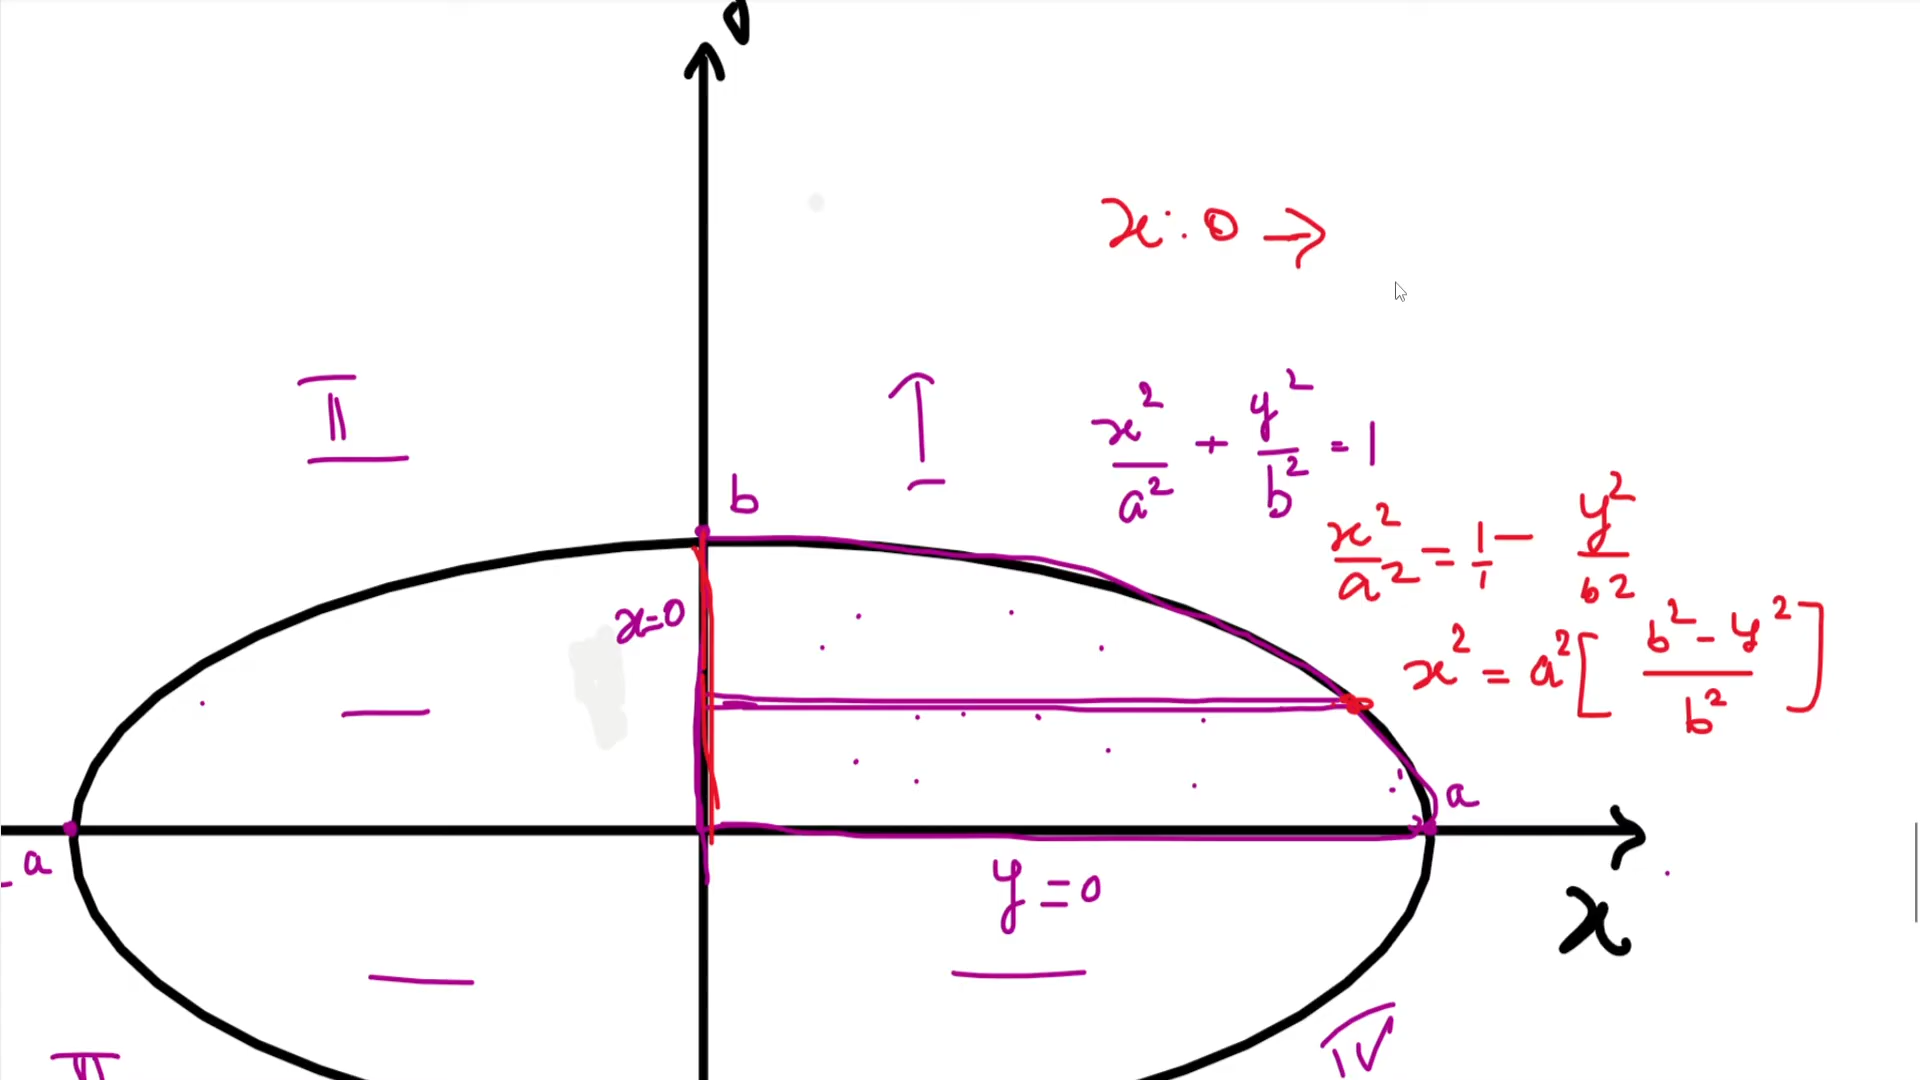 x : 0 →
II
I
x²/a² + y²/b² = 1
b
x²/a² = 1/1 − y²/b²
x=0
x² = a² [ b² − y² / b² ]
a
-a
y = 0
x
IV